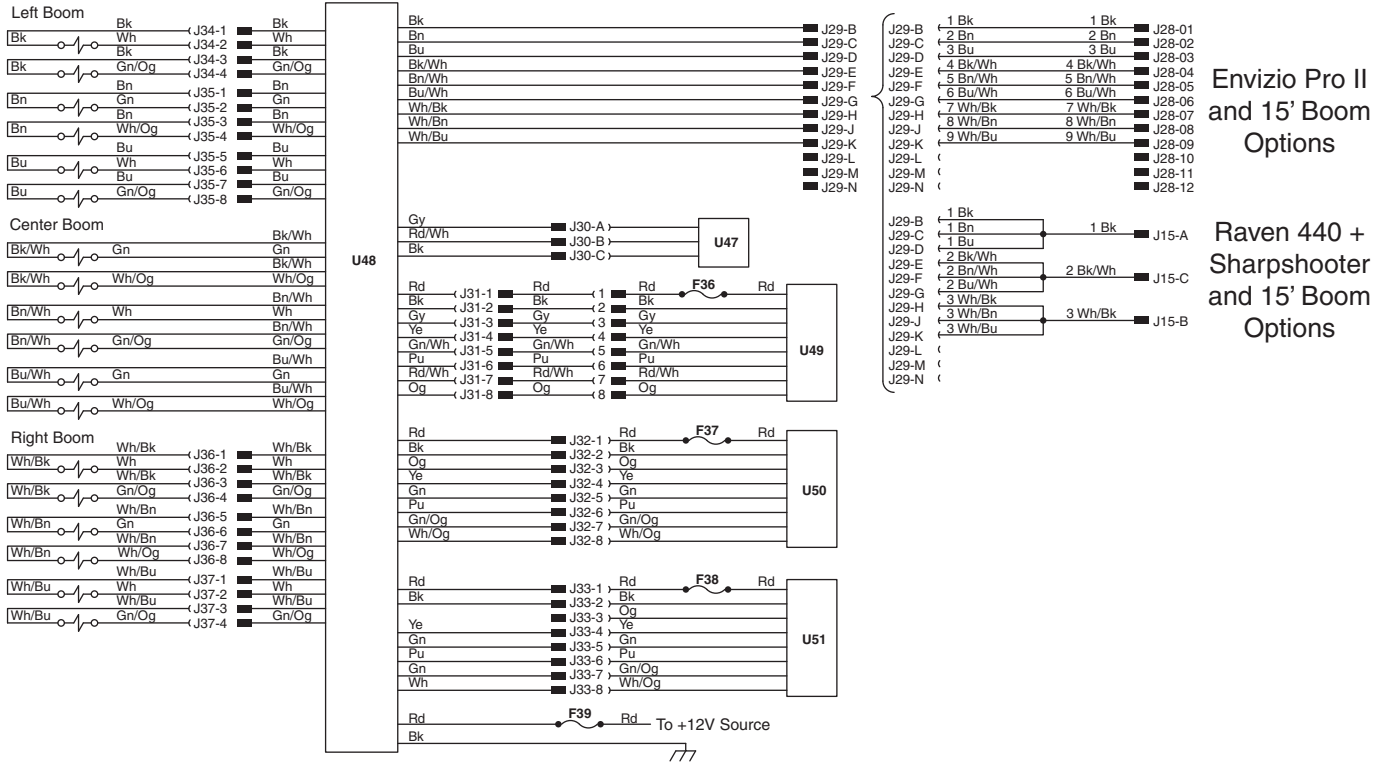 Left Boom
Bk Bk J34-1 Bk
Wh J34-2 Wh
Bk Bk J34-3 Bk
Gn/Og J34-4 Gn/Og
Bn Bn J35-1 Bn
Gn J35-2 Gn
Bn Bn J35-3 Bn
Wh/Og J35-4 Wh/Og
Bu Bu J35-5 Bu
Wh J35-6 Wh
Bu Bu J35-7 Bu
Gn/Og J35-8 Gn/Og
Center Boom
Bk/Wh
Bk/Wh Gn Gn
Bk/Wh
Bk/Wh Wh/Og Wh/Og
Bn/Wh
Bn/Wh Wh Wh
Bn/Wh
Bn/Wh Gn/Og Gn/Og
Bu/Wh
Bu/Wh Gn Gn
Bu/Wh
Bu/Wh Wh/Og Wh/Og
Right Boom
Wh/Bk Wh/Bk J36-1 Wh/Bk
Wh J36-2 Wh
Wh/Bk Wh/Bk J36-3 Wh/Bk
Gn/Og J36-4 Gn/Og
Wh/Bn Wh/Bn J36-5 Wh/Bn
Gn J36-6 Gn
Wh/Bn Wh/Bn J36-7 Wh/Bn
Wh/Og J36-8 Wh/Og
Wh/Bu Wh/Bu J37-1 Wh/Bu
Wh J37-2 Wh
Wh/Bu Wh/Bu J37-3 Wh/Bu
Gn/Og J37-4 Gn/Og
U48
Bk J29-B
Bn J29-C
Bu J29-D
Bk/Wh J29-E
Bn/Wh J29-F
Bu/Wh J29-G
Wh/Bk J29-H
Wh/Bn J29-J
Wh/Bu J29-K
J29-L
J29-M
J29-N
Gy J30-A
Rd/Wh J30-B
Bk J30-C
U47
Rd J31-1 Rd 1 Rd F36 Rd
Bk J31-2 Bk 2 Bk
Gy J31-3 Gy 3 Gy
Ye J31-4 Ye 4 Ye
Gn/Wh J31-5 Gn/Wh 5 Gn/Wh
Pu J31-6 Pu 6 Pu
Rd/Wh J31-7 Rd/Wh 7 Rd/Wh
Og J31-8 Og 8 Og
U49
Rd J32-1 Rd F37 Rd
Bk J32-2 Bk
Og J32-3 Og
Ye J32-4 Ye
Gn J32-5 Gn
Pu J32-6 Pu
Gn/Og J32-7 Gn/Og
Wh/Og J32-8 Wh/Og
U50
Rd J33-1 Rd F38 Rd
Bk J33-2 Bk
J33-3 Og
Ye J33-4 Ye
Gn J33-5 Gn
Pu J33-6 Pu
Gn J33-7 Gn/Og
Wh J33-8 Wh/Og
U51
Rd F39 Rd To +12V Source
Bk
J29-B 1 Bk 1 Bk J28-01
J29-C 2 Bn 2 Bn J28-02
J29-D 3 Bu 3 Bu J28-03
J29-E 4 Bk/Wh 4 Bk/Wh J28-04
J29-F 5 Bn/Wh 5 Bn/Wh J28-05
J29-G 6 Bu/Wh 6 Bu/Wh J28-06
J29-H 7 Wh/Bk 7 Wh/Bk J28-07
J29-J 8 Wh/Bn 8 Wh/Bn J28-08
J29-K 9 Wh/Bu 9 Wh/Bu J28-09
J29-L J28-10
J29-M J28-11
J29-N J28-12
Envizio Pro II
and 15' Boom
Options
J29-B 1 Bk
J29-C 1 Bn 1 Bk J15-A
J29-D 1 Bu
J29-E 2 Bk/Wh
J29-F 2 Bn/Wh 2 Bk/Wh J15-C
J29-G 2 Bu/Wh
J29-H 3 Wh/Bk
J29-J 3 Wh/Bn 3 Wh/Bk J15-B
J29-K 3 Wh/Bu
J29-L
J29-M
J29-N
Raven 440 +
Sharpshooter
and 15' Boom
Options